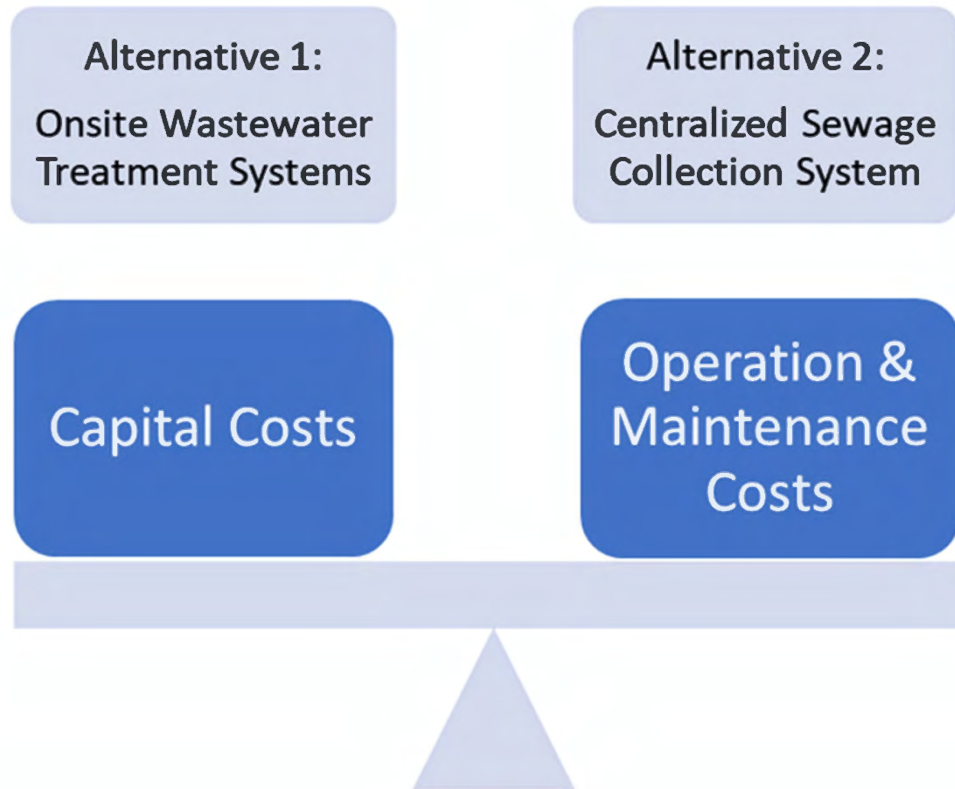 Alternative 1:
Onsite Wastewater
Treatment Systems
Alternative 2:
Centralized Sewage
Collection System
Capital Costs
Operation &
Maintenance
Costs